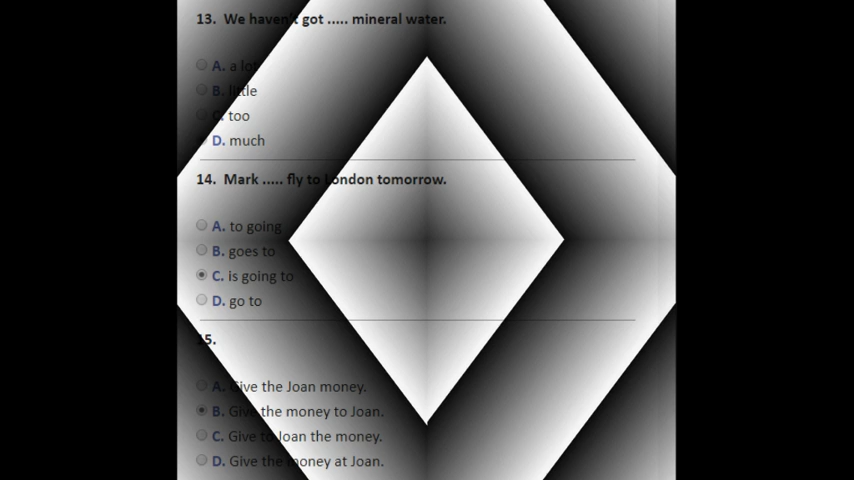 13. We haven't got ..... mineral water.
A. a lot
B. little
C. too
D. much
14. Mark ..... fly to London tomorrow.
A. to going
B. goes to
C. is going to
D. go to
15.
A. Give the Joan money.
B. Give the money to Joan.
C. Give to Joan the money.
D. Give the money at Joan.